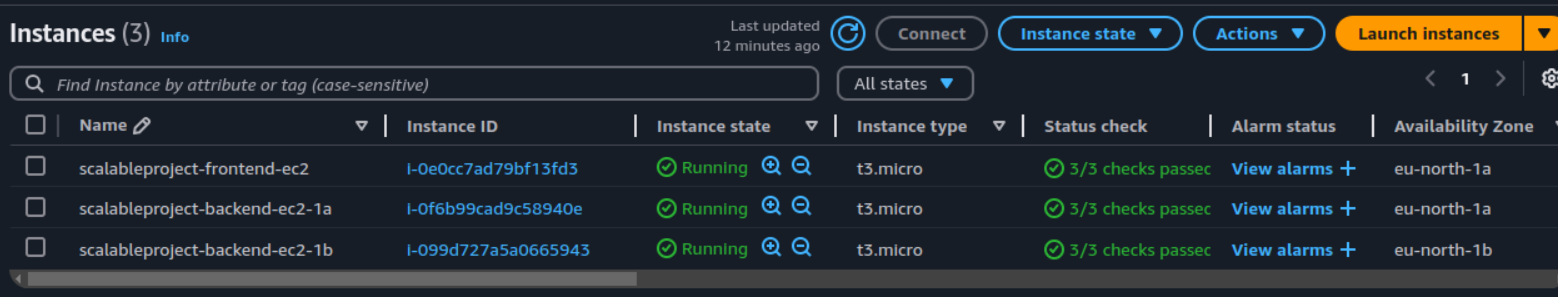 Instances (3) Info
Last updated
12 minutes ago
Connect
Instance state
Actions
Launch instances
Find Instance by attribute or tag (case-sensitive)
All states
1
Name Instance ID Instance state Instance type Status check Alarm status Availability Zone
scalableproject-frontend-ec2 i-0e0cc7ad79bf13fd3 Running t3.micro 3/3 checks passec View alarms + eu-north-1a
scalableproject-backend-ec2-1a i-0f6b99cad9c58940e Running t3.micro 3/3 checks passec View alarms + eu-north-1a
scalableproject-backend-ec2-1b i-099d727a5a0665943 Running t3.micro 3/3 checks passec View alarms + eu-north-1b